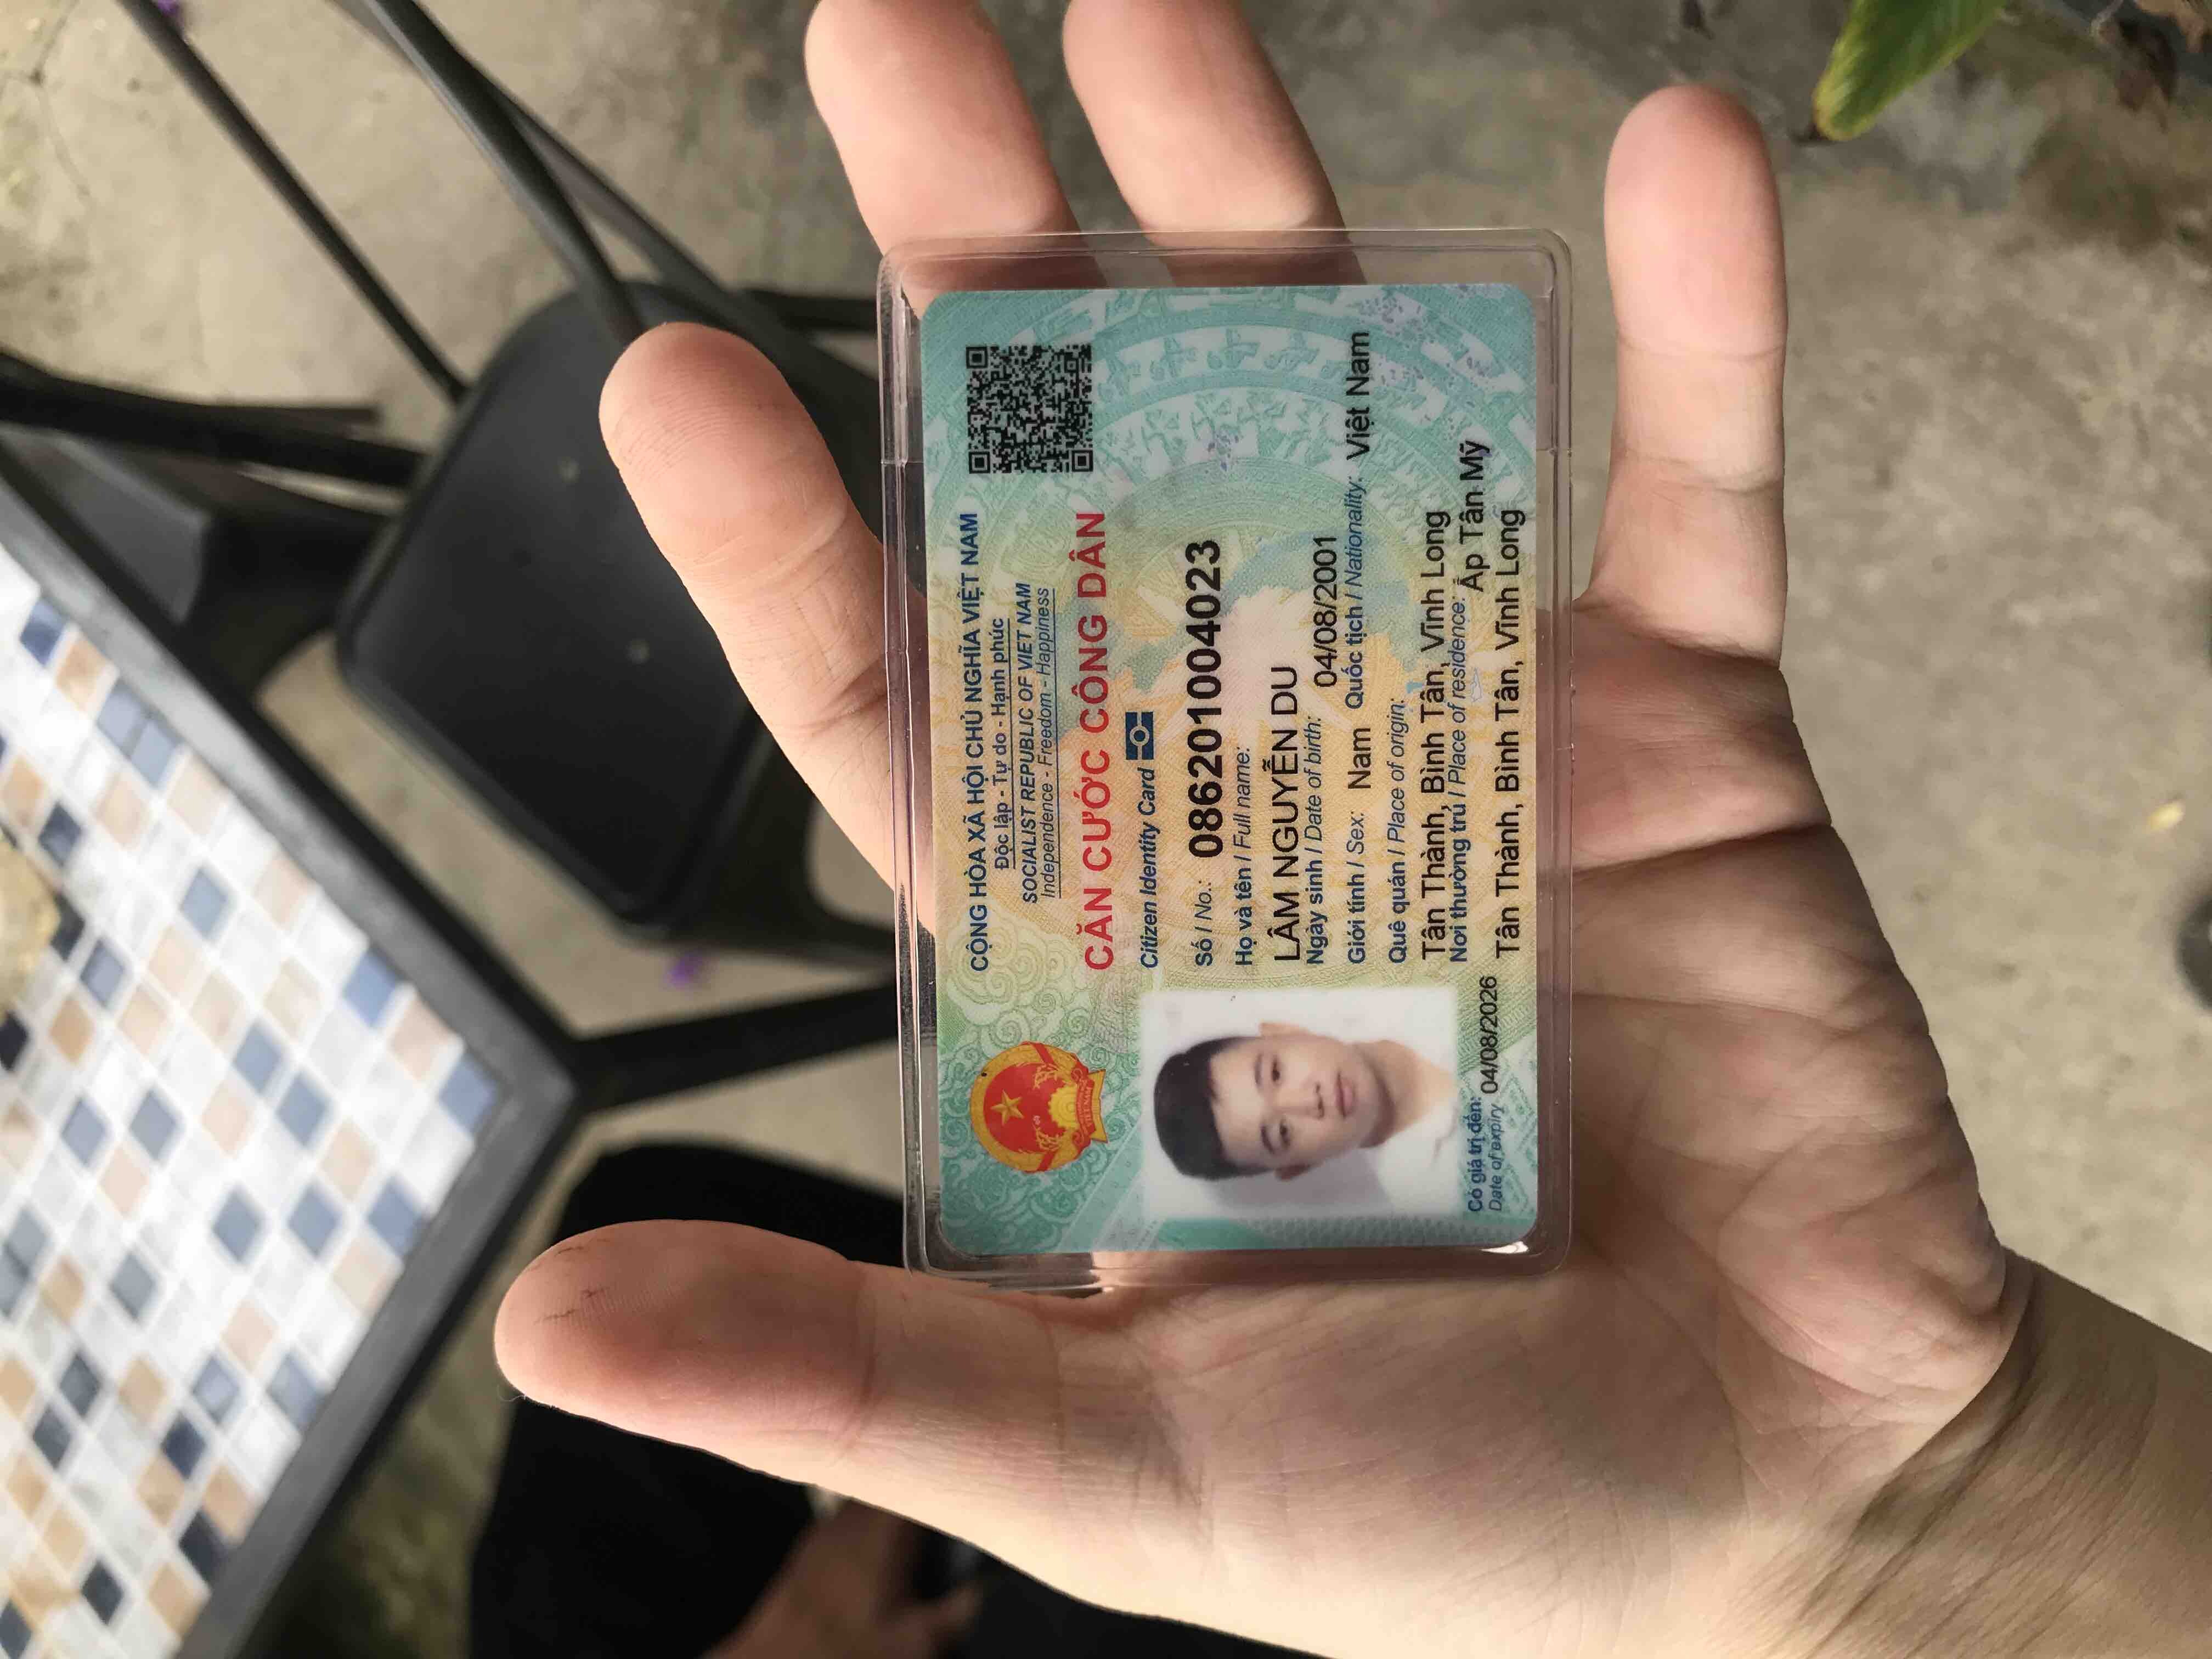 CỘNG HÒA XÃ HỘI CHỦ NGHĨA VIỆT NAM
Độc lập - Tự do - Hạnh phúc
SOCIALIST REPUBLIC OF VIET NAM
Independence - Freedom - Happiness
CĂN CƯỚC CÔNG DÂN
Citizen Identity Card
Số / No.: 086201004023
Họ và tên / Full name:
LÂM NGUYỄN DU
Ngày sinh / Date of birth: 04/08/2001
Giới tính / Sex: Nam Quốc tịch / Nationality: Việt Nam
Quê quán / Place of origin:
Tân Thành, Bình Tân, Vĩnh Long
Nơi thường trú / Place of residence: Ấp Tân Mỹ
Tân Thành, Bình Tân, Vĩnh Long
Có giá trị đến: 04/08/2026
Date of expiry